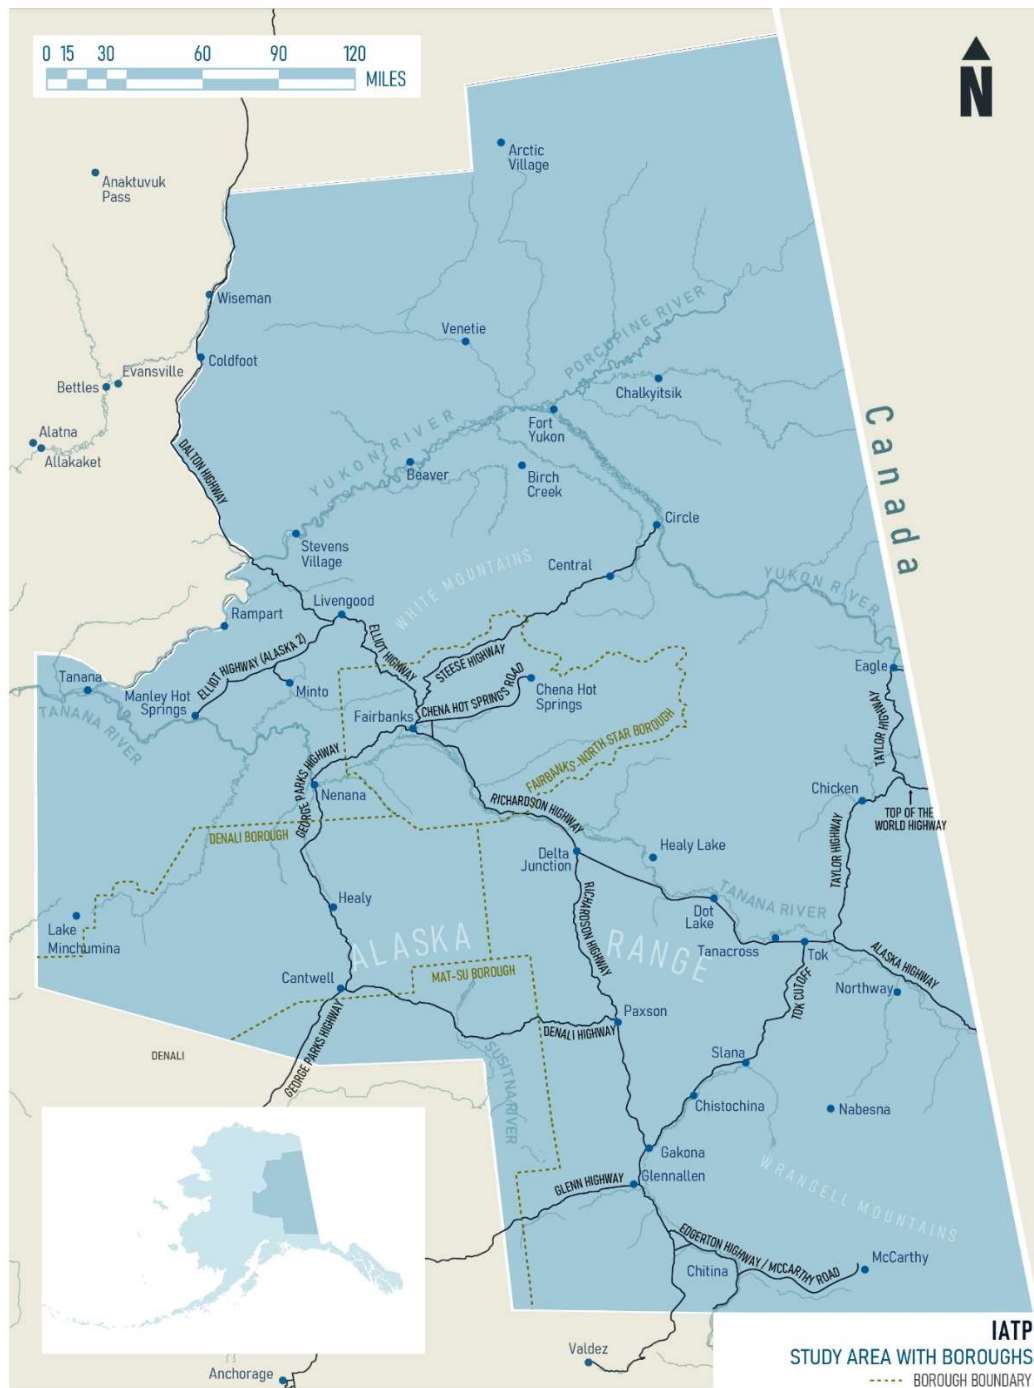 0 15 30 60 90 120
MILES
N
Arctic
Village
Anaktuvuk
Pass
Wiseman
Venetie
PORCUPINE RIVER
Coldfoot
Evansville
Bettles
Chalkyitsik
Canada
Fort
Yukon
YUKON RIVER
Alatna
Allakaket
DALTON HIGHWAY
Beaver
Birch
Creek
Circle
Stevens
Village
WHITE MOUNTAINS
Central
YUKON RIVER
Livengood
Rampart
ELLIOT HIGHWAY (ALASKA 2)
ELLIOT HIGHWAY
STEESE HIGHWAY
CHENA HOT SPRINGS ROAD
Eagle
Tanana
Manley Hot
Springs
Minto
Chena Hot
Springs
TANANA RIVER
Fairbanks
TAYLOR HIGHWAY
FAIRBANKS-NORTH STAR BOROUGH
GEORGE PARKS HIGHWAY
Nenana
Chicken
TOP OF THE
WORLD HIGHWAY
RICHARDSON HIGHWAY
DENALI BOROUGH
Delta
Junction
Healy Lake
TAYLOR HIGHWAY
Healy
TANANA RIVER
Dot
Lake
Lake
Minchumina
RICHARDSON HIGHWAY
ALASKA RANGE
Tanacross
Tok
ALASKA HIGHWAY
MAT-SU BOROUGH
Cantwell
TOK CUTOFF
Northway
Paxson
DENALI HIGHWAY
GEORGE PARKS HIGHWAY
DENALI
SUSITNA RIVER
Slana
Chistochina
Nabesna
Gakona
Glennallen
GLENN HIGHWAY
WRANGELL MOUNTAINS
EDGERTON HIGHWAY / MCCARTHY ROAD
McCarthy
Chitina
Valdez
Anchorage
IATP
STUDY AREA WITH BOROUGHS
BOROUGH BOUNDARY